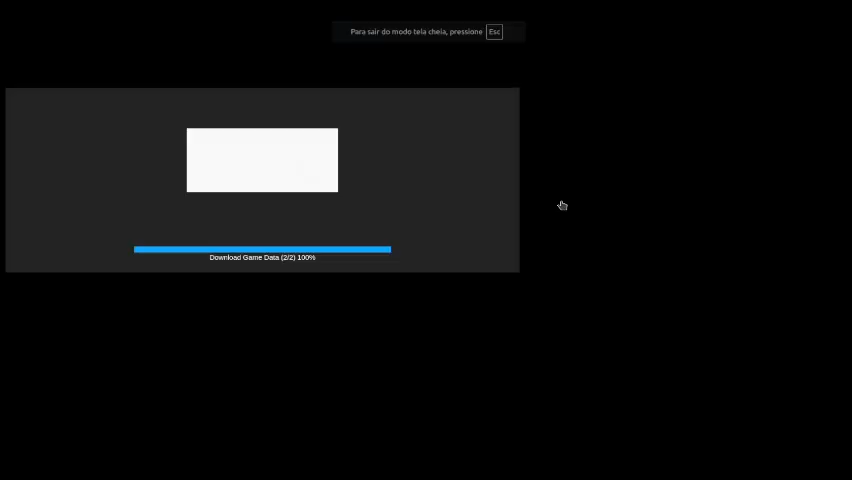 Para sair do modo tela cheia, pressione Esc
Download Game Data (2/2) 100%